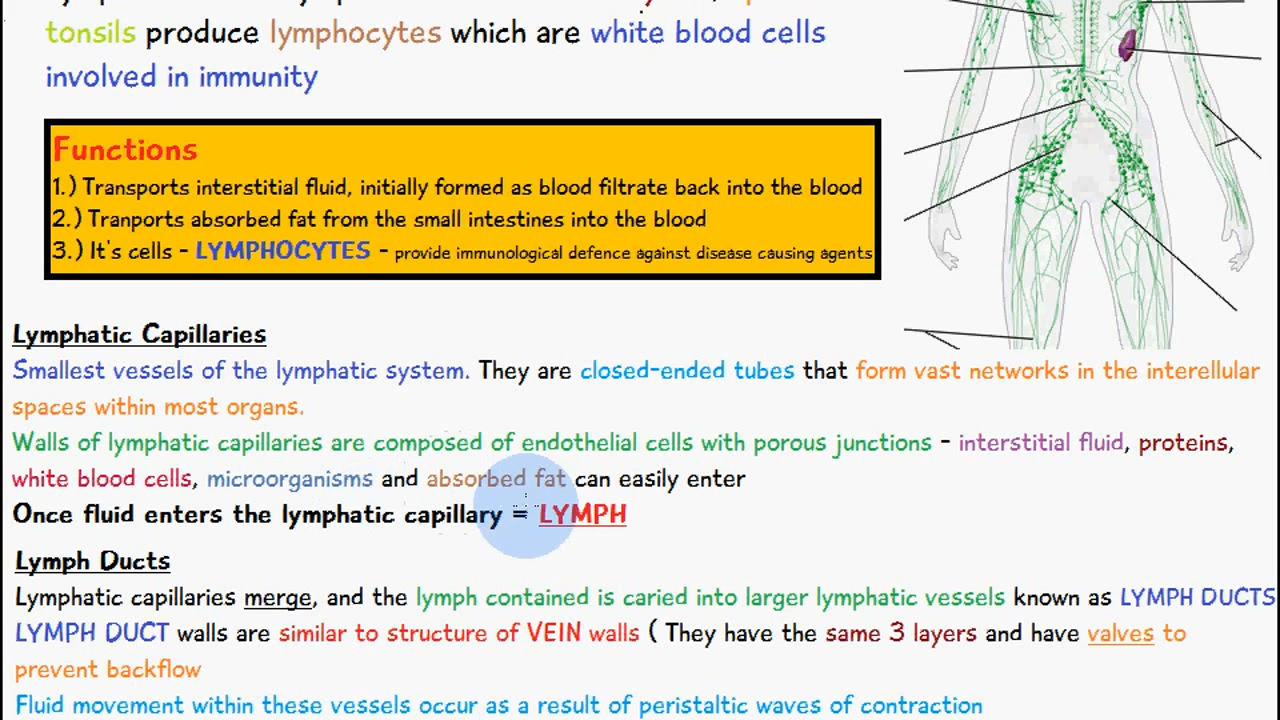 tonsils produce lymphocytes which are white blood cells
involved in immunity
Functions
1.) Transports interstitial fluid, initially formed as blood filtrate back into the blood
2.) Tranports absorbed fat from the small intestines into the blood
3.) It's cells - LYMPHOCYTES - provide immunological defence against disease causing agents
Lymphatic Capillaries
Smallest vessels of the lymphatic system. They are closed-ended tubes that form vast networks in the interellular
spaces within most organs.
Walls of lymphatic capillaries are composed of endothelial cells with porous junctions - interstitial fluid, proteins,
white blood cells, microorganisms and absorbed fat can easily enter
Once fluid enters the lymphatic capillary = LYMPH
Lymph Ducts
Lymphatic capillaries merge, and the lymph contained is caried into larger lymphatic vessels known as LYMPH DUCTS
LYMPH DUCT walls are similar to structure of VEIN walls ( They have the same 3 layers and have valves to
prevent backflow
Fluid movement within these vessels occur as a result of peristaltic waves of contraction